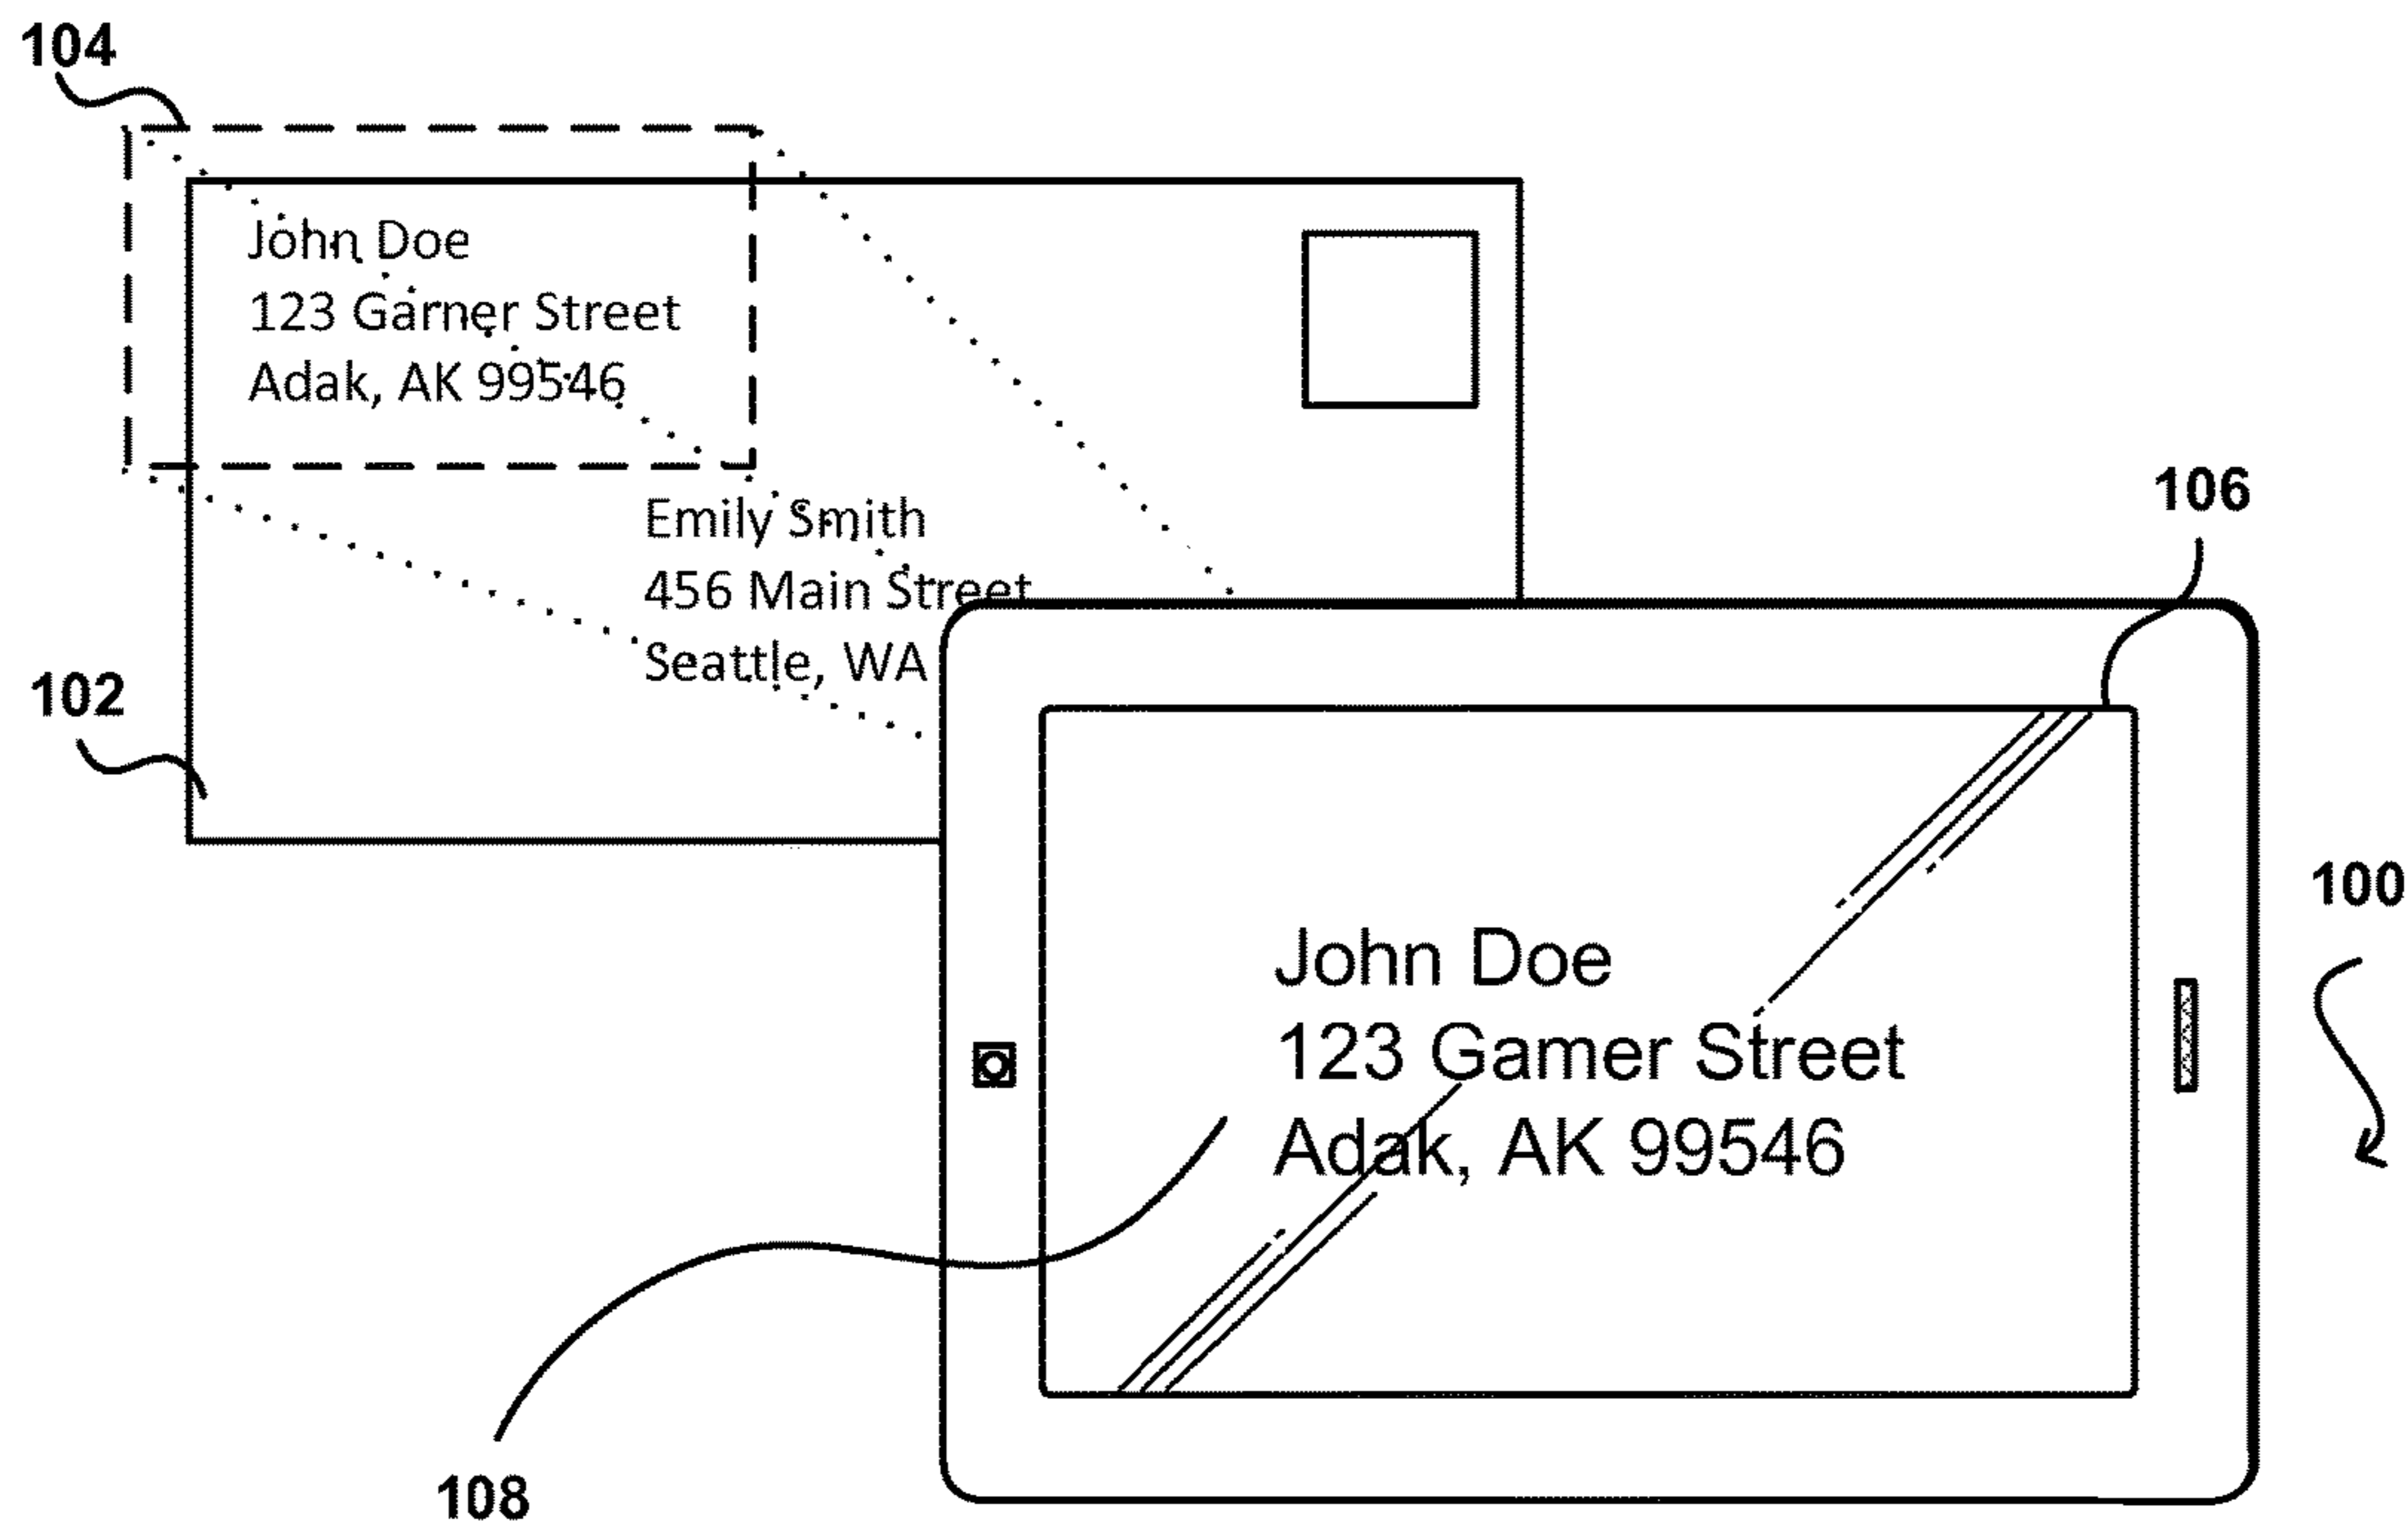 104
John Doe
123 Garner Street
Adak, AK 99546
Emily Smith
456 Main Street
Seattle, WA
106
102
100
John Doe
123 Gamer Street
Adak, AK 99546
108